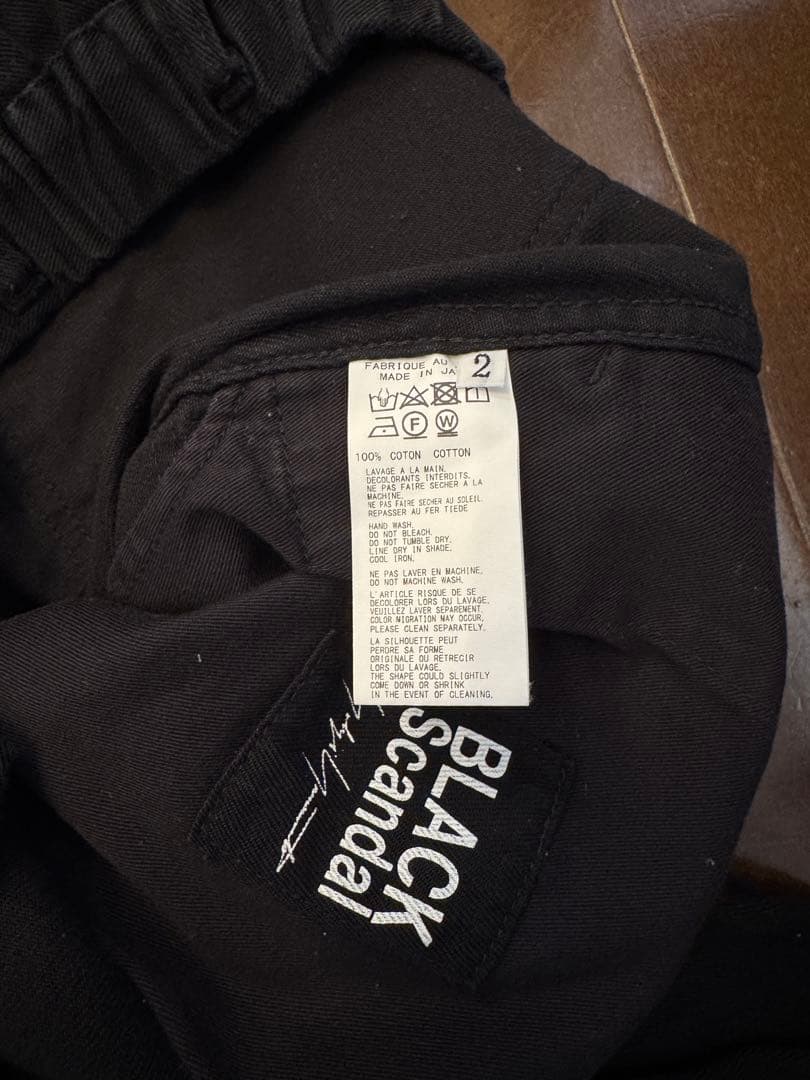 FABRIQUE AU
MADE IN JA
2
F W
100% COTON COTTON
LAVAGE A LA MAIN.
DECOLORANTS INTERDITS.
NE PAS FAIRE SECHER A LA
MACHINE.
NE PAS FAIRE SECHER AU SOLEIL.
REPASSER AU FER TIEDE
HAND WASH.
DO NOT BLEACH.
DO NOT TUMBLE DRY.
LINE DRY IN SHADE.
COOL IRON.
NE PAS LAVER EN MACHINE.
DO NOT MACHINE WASH.
L'ARTICLE RISQUE DE SE
DECOLORER LORS DU LAVAGE.
VEUILLEZ LAVER SEPAREMENT.
COLOR MIGRATION MAY OCCUR,
PLEASE CLEAN SEPARATELY.
LA SILHOUETTE PEUT
PERDRE SA FORME
ORIGINALE OU RETRECIR
LORS DU LAVAGE.
THE SHAPE COULD SLIGHTLY
COME DOWN OR SHRINK
IN THE EVENT OF CLEANING.
BLACK
Scandal